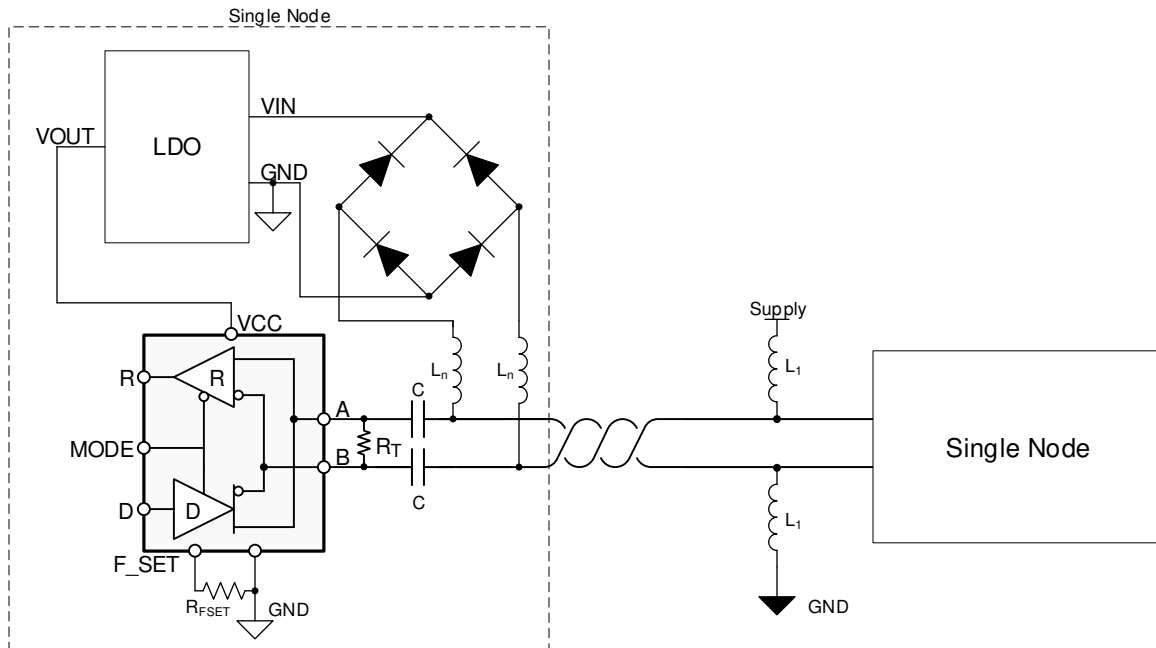 Single Node
VIN
VOUT
LDO
GND
Supply
VCC
Ln
Ln
L1
R
R
C
A
MODE
RT
Single Node
B
C
D
D
L1
F_SET
RFSET
GND
GND